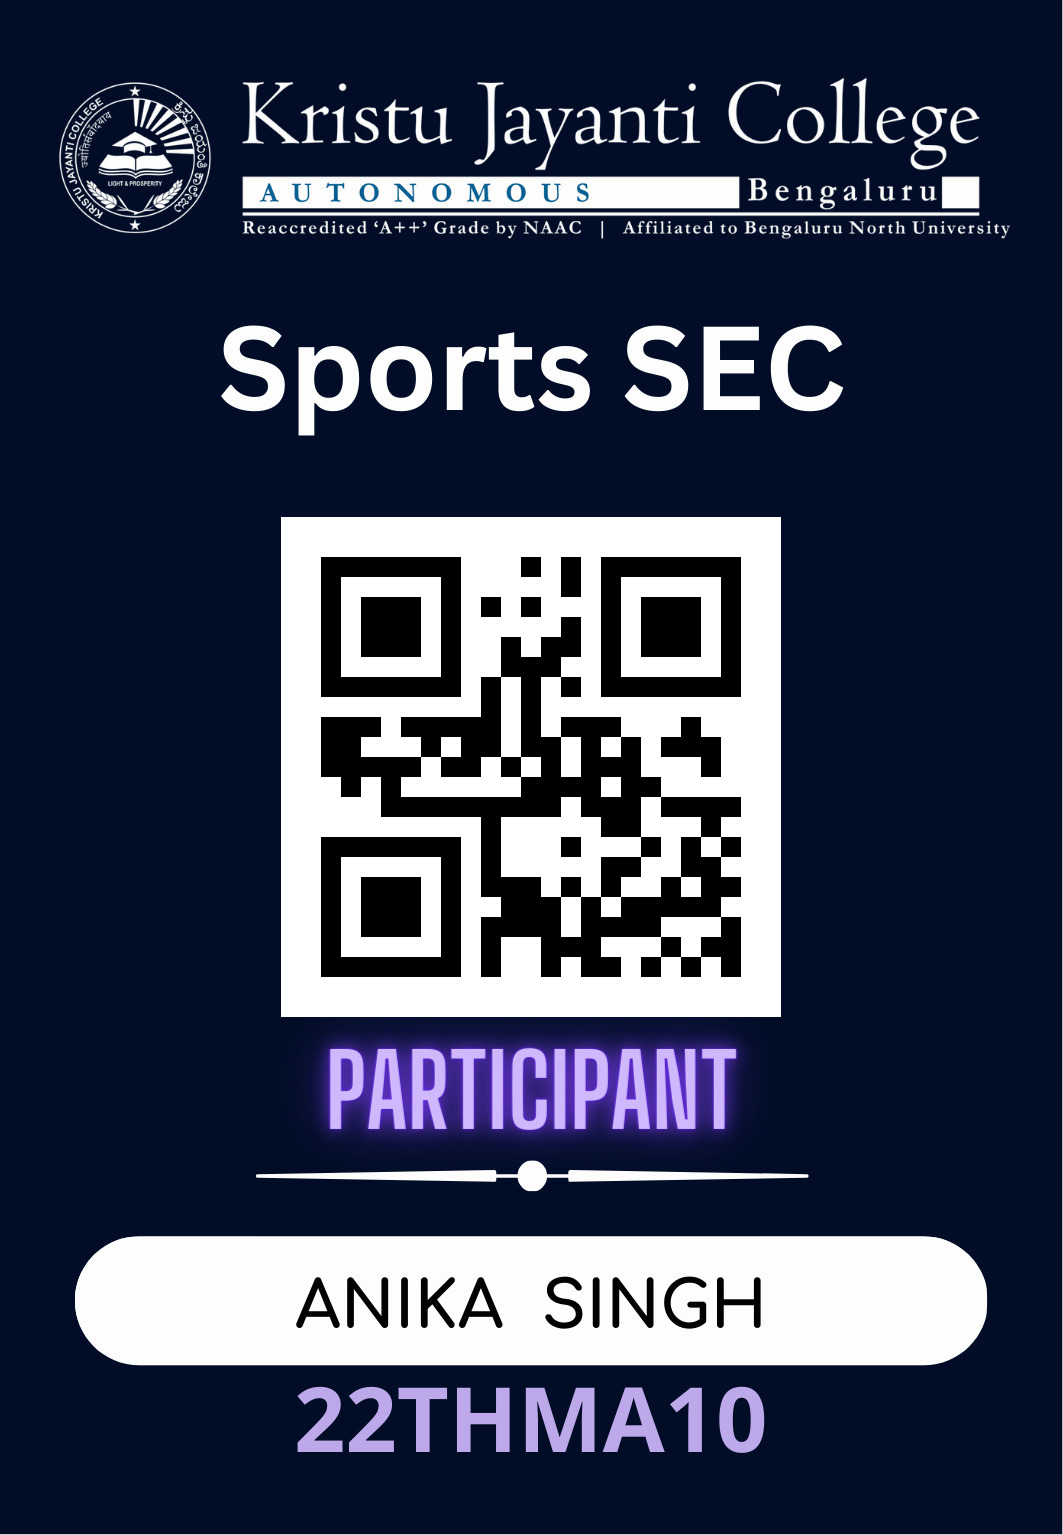 KRISTU JAYANTI COLLEGE
LIGHT & PROSPERITY
Kristu Jayanti College
AUTONOMOUS Bengaluru
Reaccredited ‘A++’ Grade by NAAC | Affiliated to Bengaluru North University
Sports SEC
PARTICIPANT
ANIKA SINGH
22THMA10